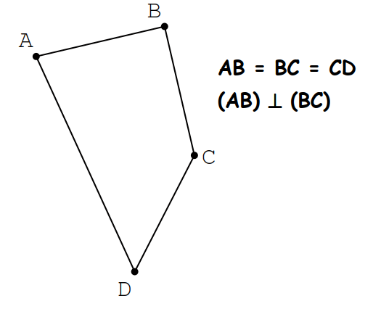 B
A
AB = BC = CD
(AB) ⊥ (BC)
C
D